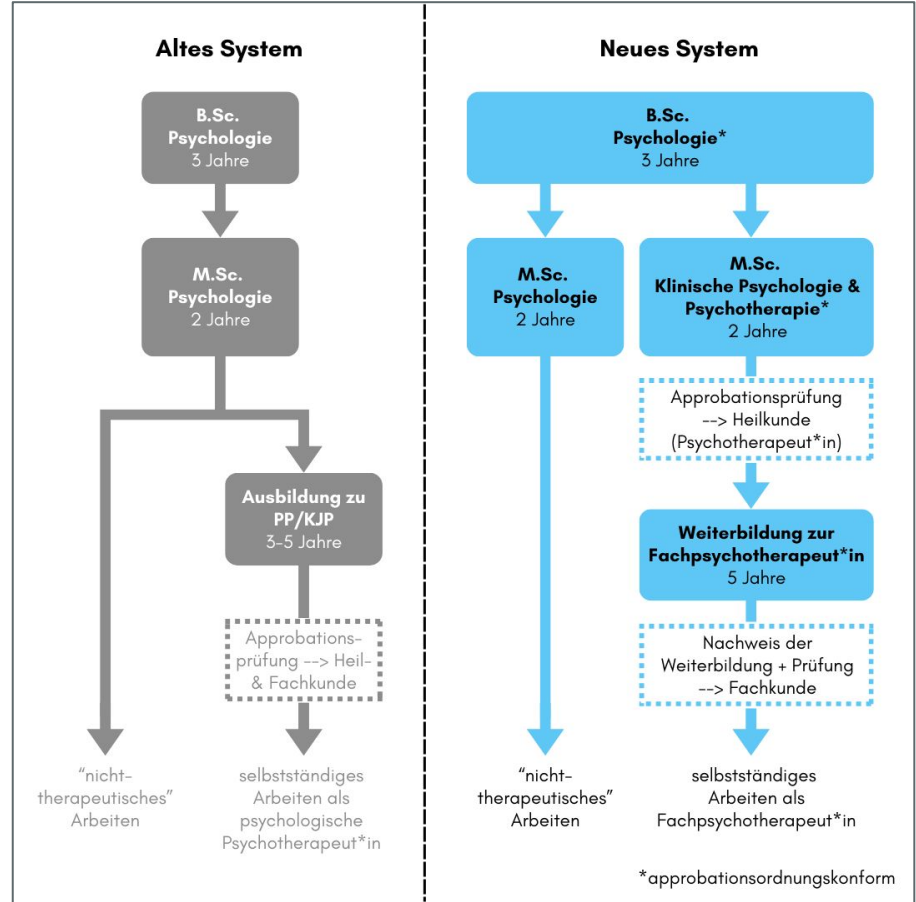 Altes System
B.Sc.
Psychologie
3 Jahre
M.Sc.
Psychologie
2 Jahre
Ausbildung zu
PP/KJP
3-5 Jahre
Approbations-
prüfung --> Heil-
& Fachkunde
"nicht-
therapeutisches"
Arbeiten
selbstständiges
Arbeiten als
psychologische
Psychotherapeut*in
Neues System
B.Sc.
Psychologie*
3 Jahre
M.Sc.
Psychologie
2 Jahre
M.Sc.
Klinische Psychologie &
Psychotherapie*
2 Jahre
Approbationsprüfung
--> Heilkunde
(Psychotherapeut*in)
Weiterbildung zur
Fachpsychotherapeut*in
5 Jahre
Nachweis der
Weiterbildung + Prüfung
--> Fachkunde
"nicht-
therapeutisches"
Arbeiten
selbstständiges
Arbeiten als
Fachpsychotherapeut*in
*approbationsordnungskonform